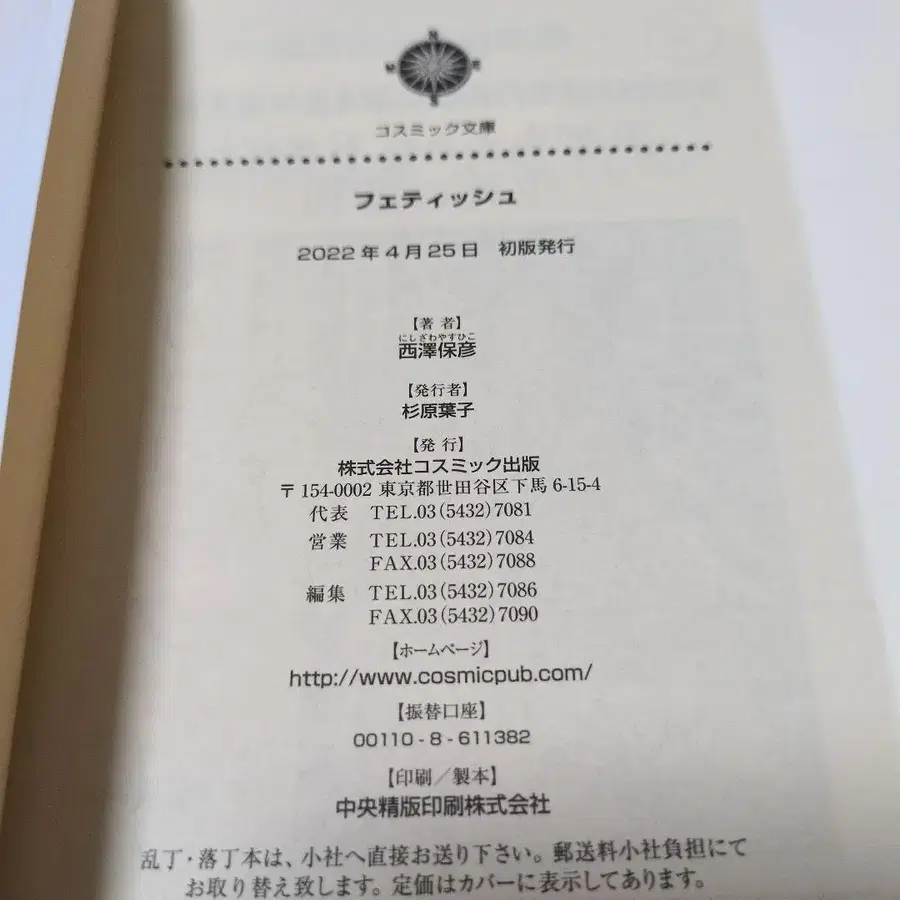 コスミック文庫
フェティッシュ
2022年4月25日 初版発行
【著者】
にしざわやすひこ
西澤保彦
【発行者】
杉原葉子
【発行】
株式会社コスミック出版
〒154-0002 東京都世田谷区下馬 6-15-4
代表 TEL.03(5432)7081
営業 TEL.03(5432)7084
FAX.03(5432)7088
編集 TEL.03(5432)7086
FAX.03(5432)7090
【ホームページ】
http://www.cosmicpub.com/
【振替口座】
00110-8-611382
【印刷/製本】
中央精版印刷株式会社
乱丁・落丁本は、小社へ直接お送り下さい。郵送料小社負担にて
お取り替え致します。定価はカバーに表示してあります。